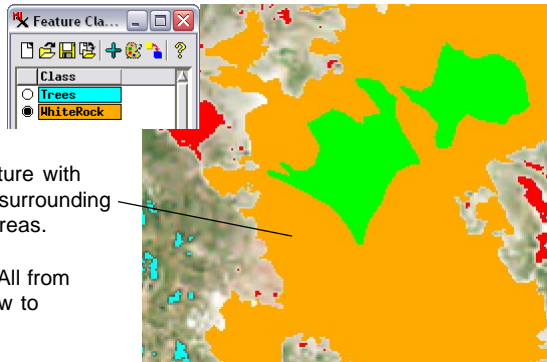 Feature Cla...
Class
Trees
WhiteRock
ture with
surrounding
reas.
All from
w to